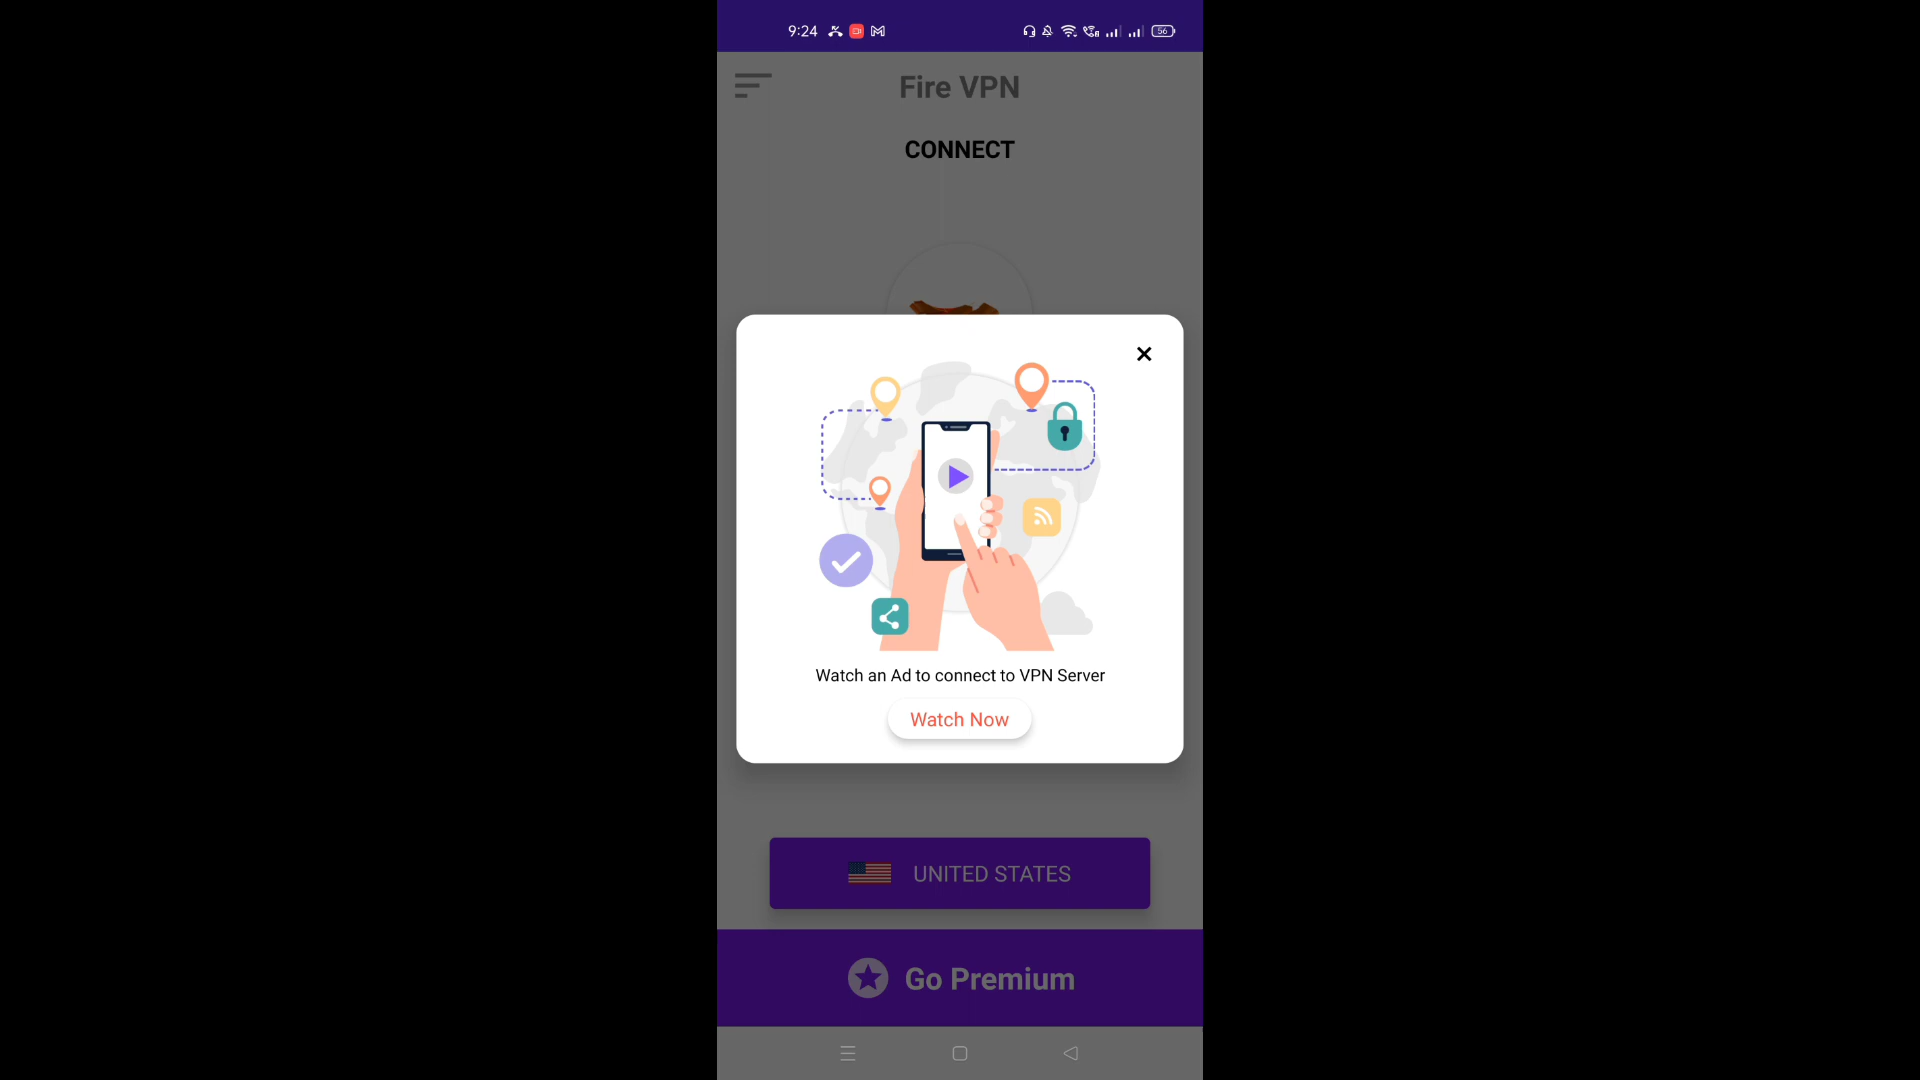 9:24
56
Fire VPN
CONNECT
Watch an Ad to connect to VPN Server
Watch Now
UNITED STATES
Go Premium